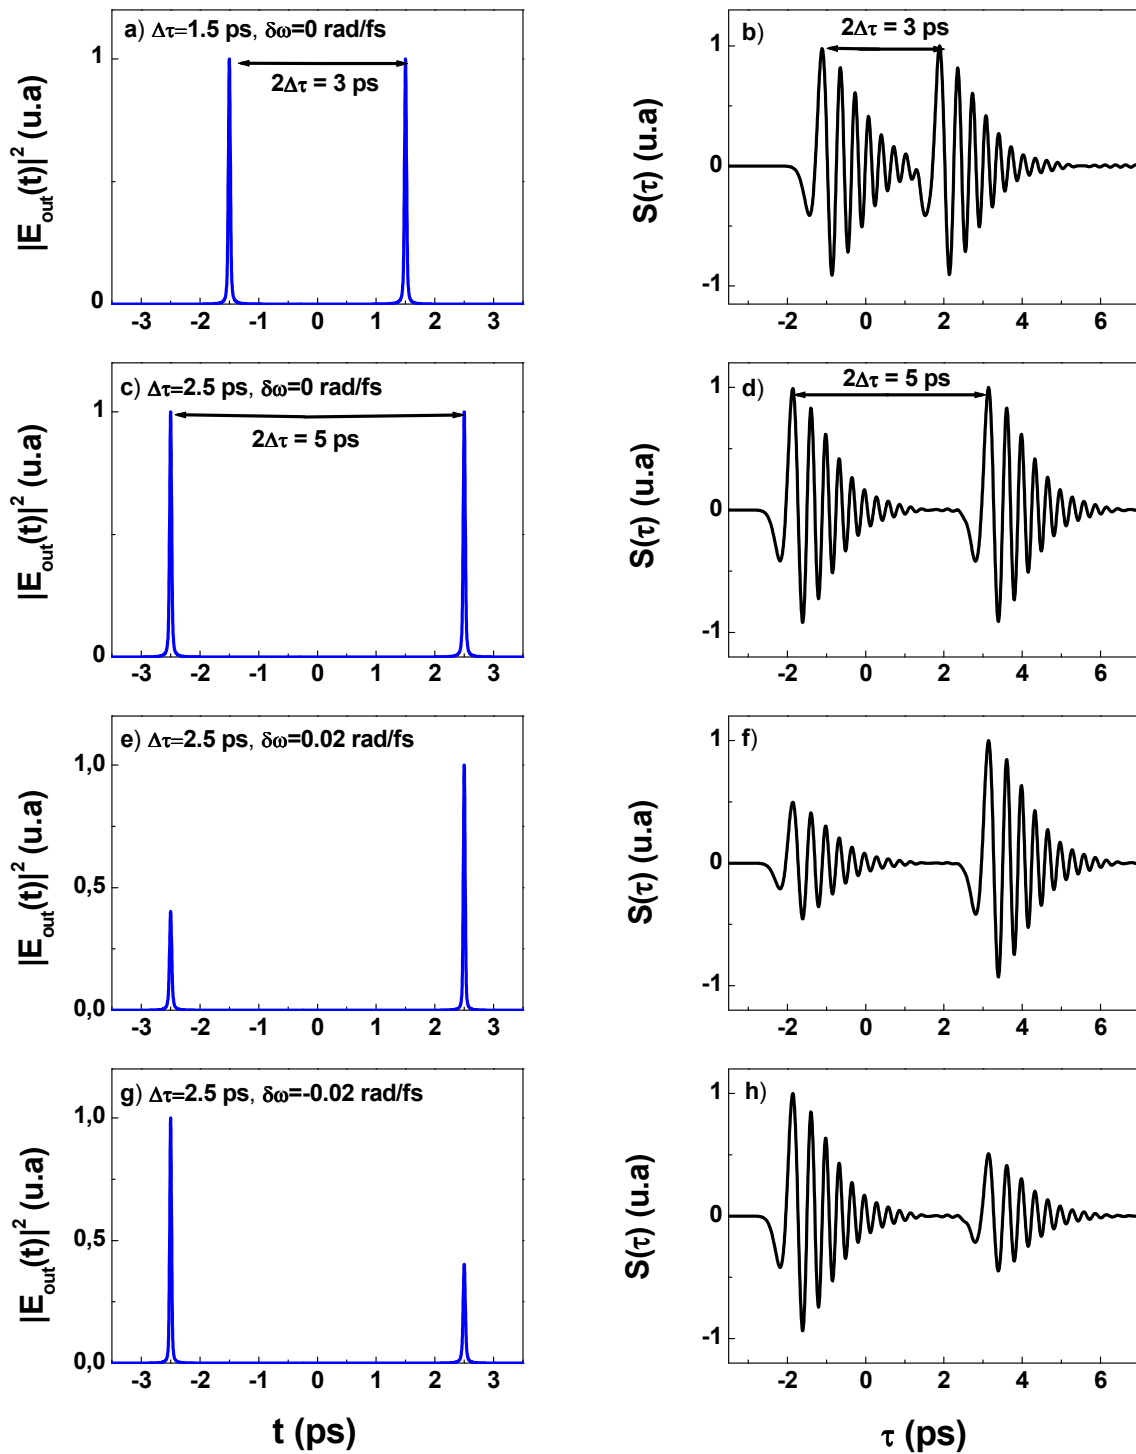 a) Δτ=1.5 ps, δω=0 rad/fs
2Δτ = 3 ps
|E_out(t)|² (u.a)
1
0
-3 -2 -1 0 1 2 3
b)
2Δτ = 3 ps
S(τ) (u.a)
1
0
-1
-2 0 2 4 6
c) Δτ=2.5 ps, δω=0 rad/fs
2Δτ = 5 ps
|E_out(t)|² (u.a)
1
0
-3 -2 -1 0 1 2 3
d)
2Δτ = 5 ps
S(τ) (u.a)
1
0
-1
-2 0 2 4 6
e) Δτ=2.5 ps, δω=0.02 rad/fs
|E_out(t)|² (u.a)
1,0
0,5
0,0
-3 -2 -1 0 1 2 3
f)
S(τ) (u.a)
1
0
-1
-2 0 2 4 6
g) Δτ=2.5 ps, δω=-0.02 rad/fs
|E_out(t)|² (u.a)
1,0
0,5
0,0
-3 -2 -1 0 1 2 3
t (ps)
h)
S(τ) (u.a)
1
0
-1
-2 0 2 4 6
τ (ps)